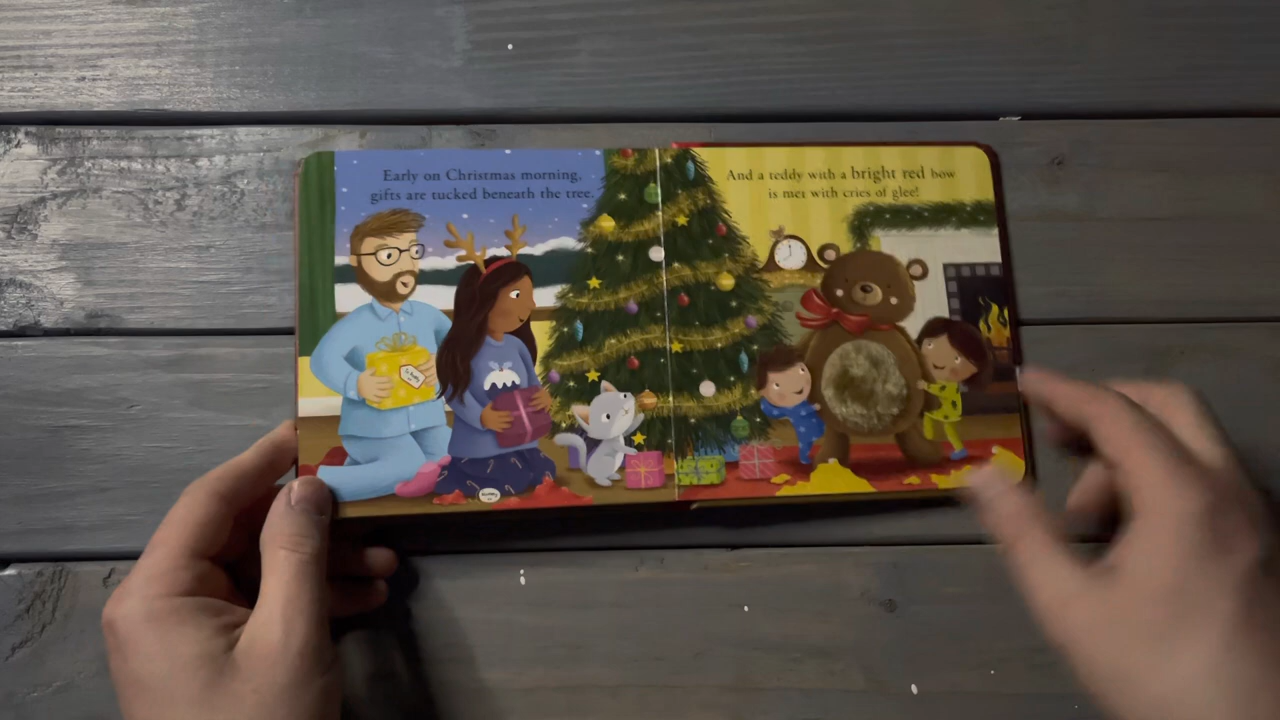 Early on Christmas morning,
gifts are tucked beneath the tree.
And a teddy with a bright red bow
is met with cries of glee!